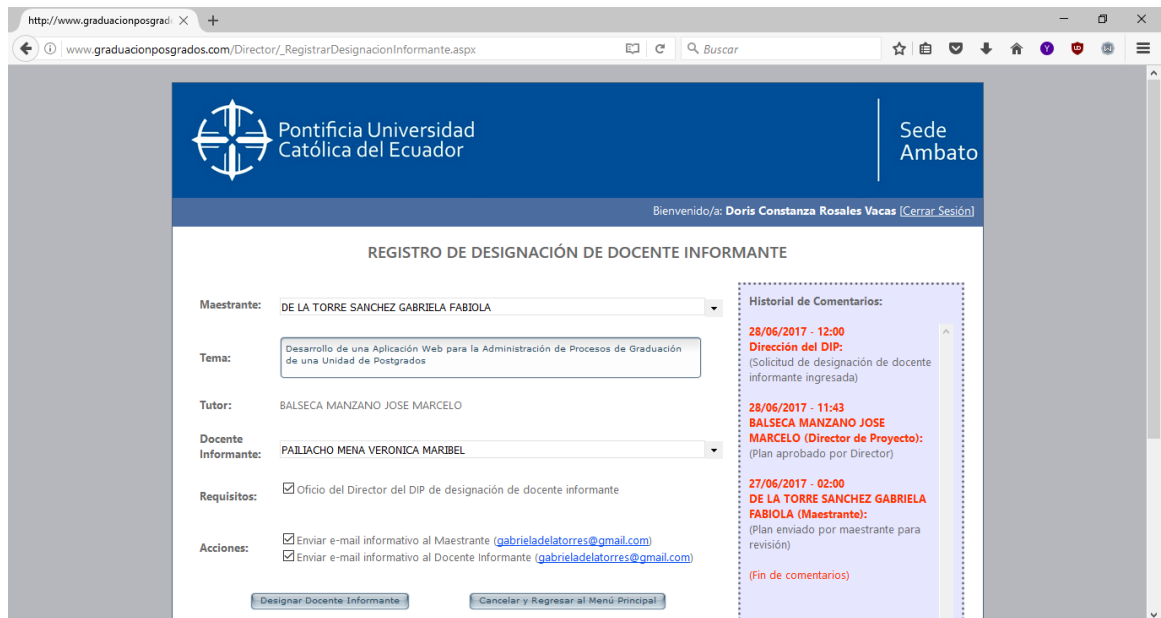 http://www.graduacionposgrad
www.graduacionposgrados.com/Director/_RegistrarDesignacionInformante.aspx
Buscar
Pontificia Universidad
Católica del Ecuador
Sede
Ambato
Bienvenido/a: Doris Constanza Rosales Vacas [Cerrar Sesión]
REGISTRO DE DESIGNACIÓN DE DOCENTE INFORMANTE
Maestrante: DE LA TORRE SANCHEZ GABRIELA FABIOLA
Tema: Desarrollo de una Aplicación Web para la Administración de Procesos de Graduación
de una Unidad de Postgrados
Tutor: BALSECA MANZANO JOSE MARCELO
Docente
Informante: PAILIACHO MENA VERONICA MARIBEL
Requisitos: Oficio del Director del DIP de designación de docente informante
Acciones: Enviar e-mail informativo al Maestrante (gabrieladelatorres@gmail.com)
Enviar e-mail informativo al Docente Informante (gabrieladelatorres@gmail.com)
Designar Docente Informante
Cancelar y Regresar al Menú Principal
Historial de Comentarios:
28/06/2017 - 12:00
Dirección del DIP:
(Solicitud de designación de docente
informante ingresada)
28/06/2017 - 11:43
BALSECA MANZANO JOSE
MARCELO (Director de Proyecto):
(Plan aprobado por Director)
27/06/2017 - 02:00
DE LA TORRE SANCHEZ GABRIELA
FABIOLA (Maestrante):
(Plan enviado por maestrante para
revisión)
(Fin de comentarios)